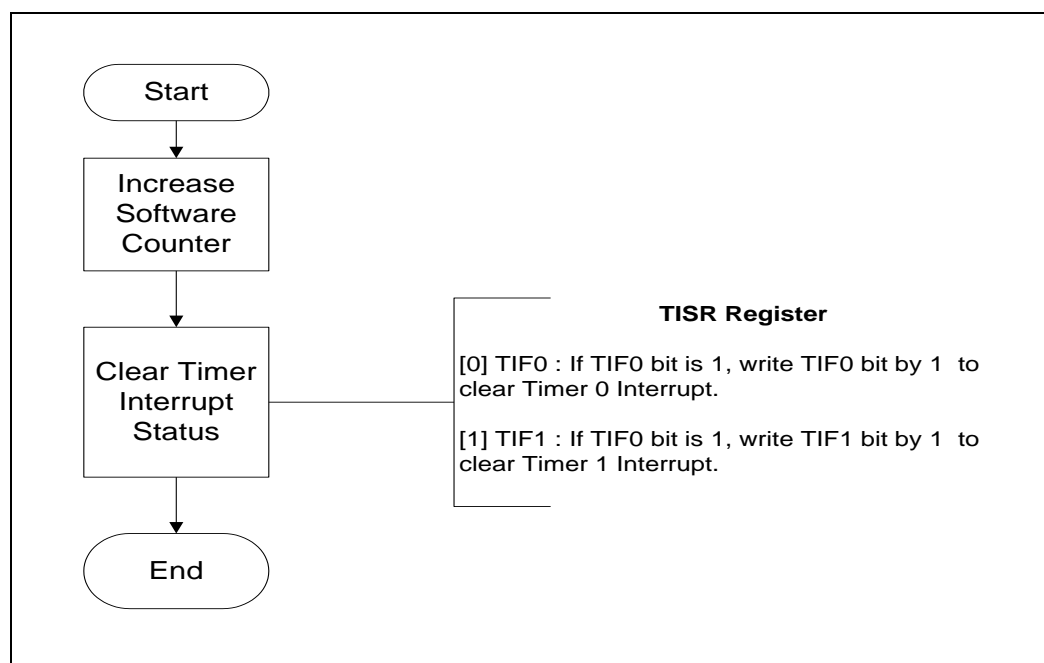 Start
Increase
Software
Counter
Clear Timer
Interrupt
Status
TISR Register
[0] TIF0 : If TIF0 bit is 1, write TIF0 bit by 1 to
clear Timer 0 Interrupt.
[1] TIF1 : If TIF0 bit is 1, write TIF1 bit by 1 to
clear Timer 1 Interrupt.
End